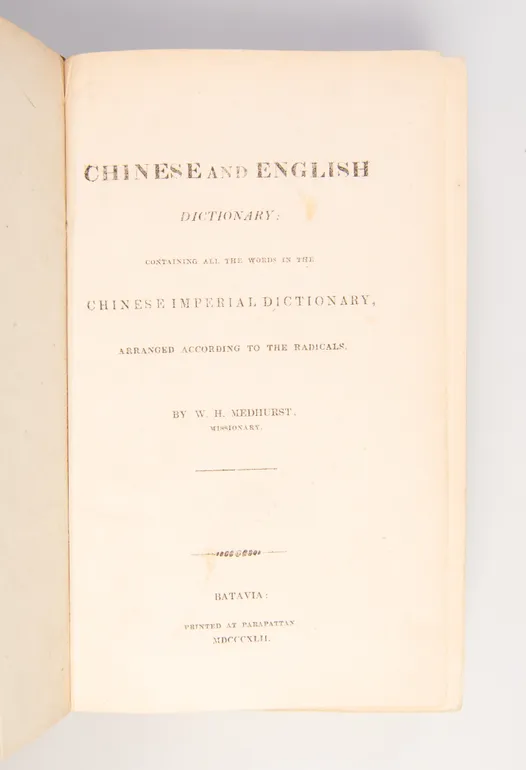 CHINESE AND ENGLISH
DICTIONARY:
CONTAINING ALL THE WORDS IN THE
CHINESE IMPERIAL DICTIONARY,
ARRANGED ACCORDING TO THE RADICALS.
BY W. H. MEDHURST,
MISSIONARY.
BATAVIA:
PRINTED AT PARAPATTAN
MDCCCXLII.